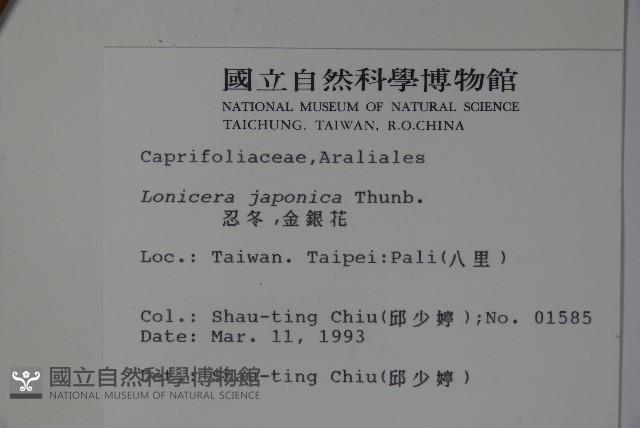 國立自然科學博物館
NATIONAL MUSEUM OF NATURAL SCIENCE
TAICHUNG, TAIWAN, R.O.CHINA
Caprifoliaceae,Araliales
Lonicera japonica Thunb.
忍冬,金銀花
Loc.: Taiwan. Taipei:Pali(八里)
Col.: Shau-ting Chiu(邱少婷);No. 01585
Date: Mar. 11, 1993
Det.: Shau-ting Chiu(邱少婷)
國立自然科學博物館
NATIONAL MUSEUM OF NATURAL SCIENCE